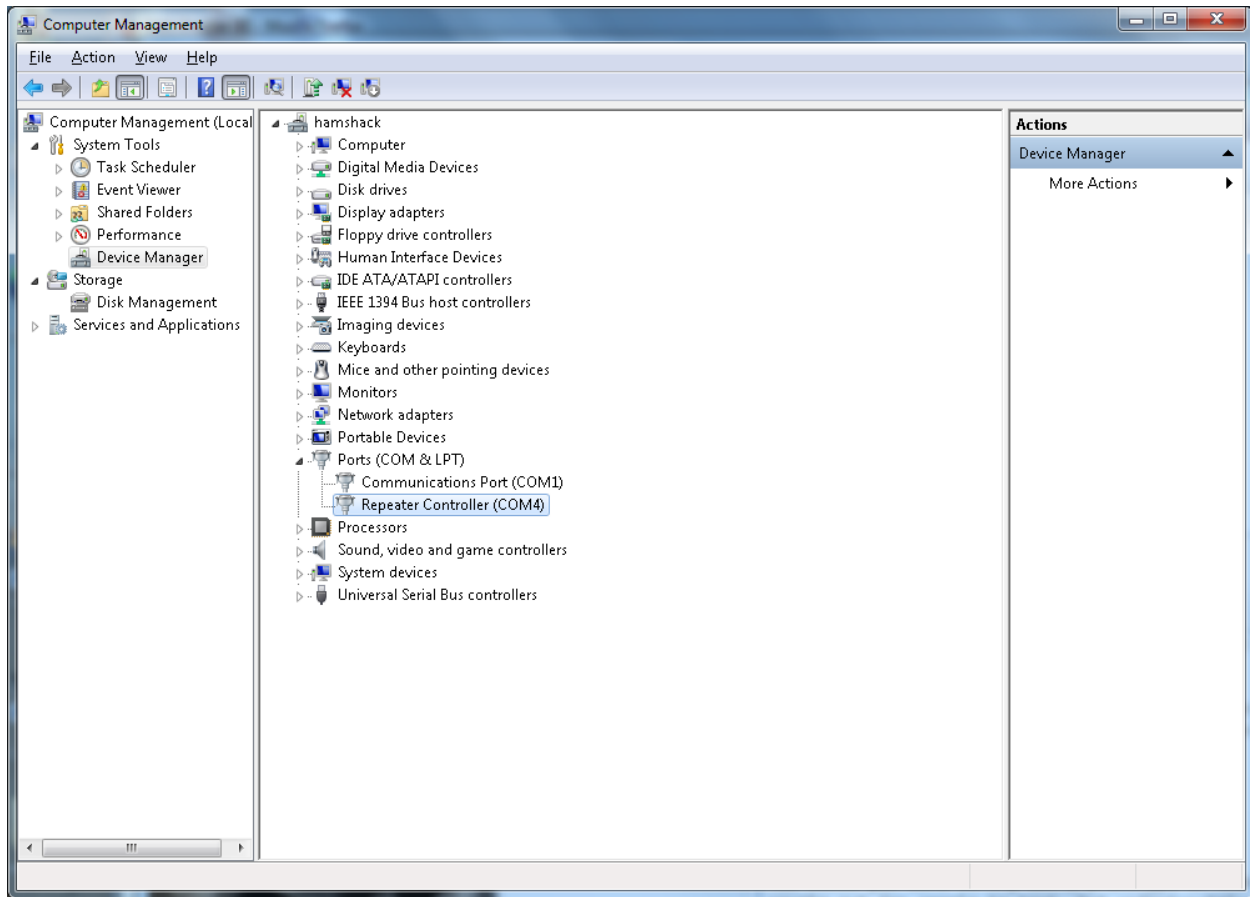 Computer Management
File Action View Help
Computer Management (Local
System Tools
Task Scheduler
Event Viewer
Shared Folders
Performance
Device Manager
Storage
Disk Management
Services and Applications
hamshack
Computer
Digital Media Devices
Disk drives
Display adapters
Floppy drive controllers
Human Interface Devices
IDE ATA/ATAPI controllers
IEEE 1394 Bus host controllers
Imaging devices
Keyboards
Mice and other pointing devices
Monitors
Network adapters
Portable Devices
Ports (COM & LPT)
Communications Port (COM1)
Repeater Controller (COM4)
Processors
Sound, video and game controllers
System devices
Universal Serial Bus controllers
Actions
Device Manager
More Actions